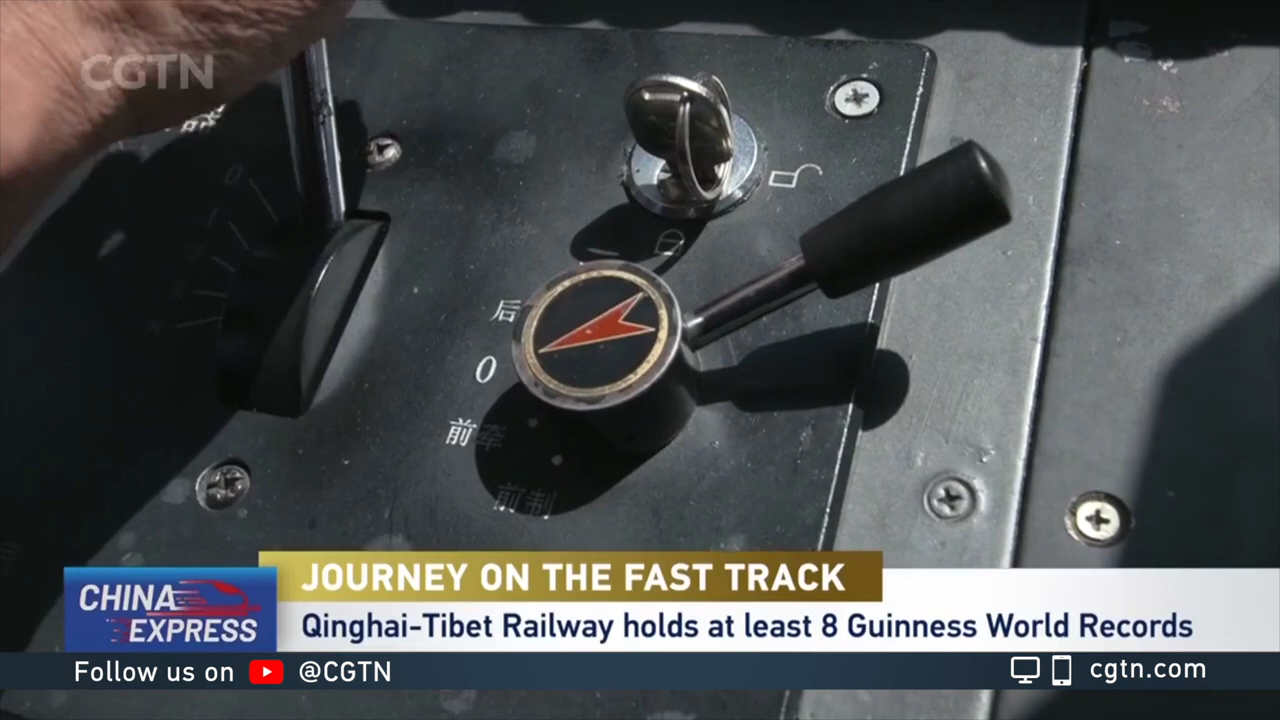 CGTN
后
0
前牵
前制
JOURNEY ON THE FAST TRACK
CHINA EXPRESS
Qinghai-Tibet Railway holds at least 8 Guinness World Records
Follow us on @CGTN
cgtn.com